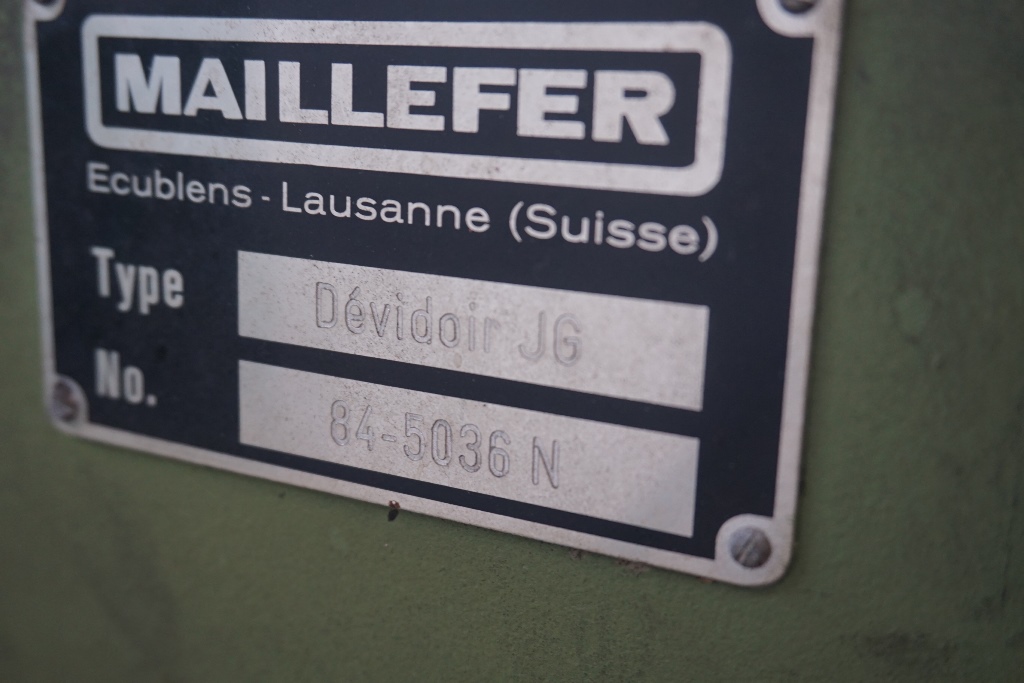 MAILLEFER
Ecublens - Lausanne (Suisse)
Type Dévidoir JG
No. 84-5036 N